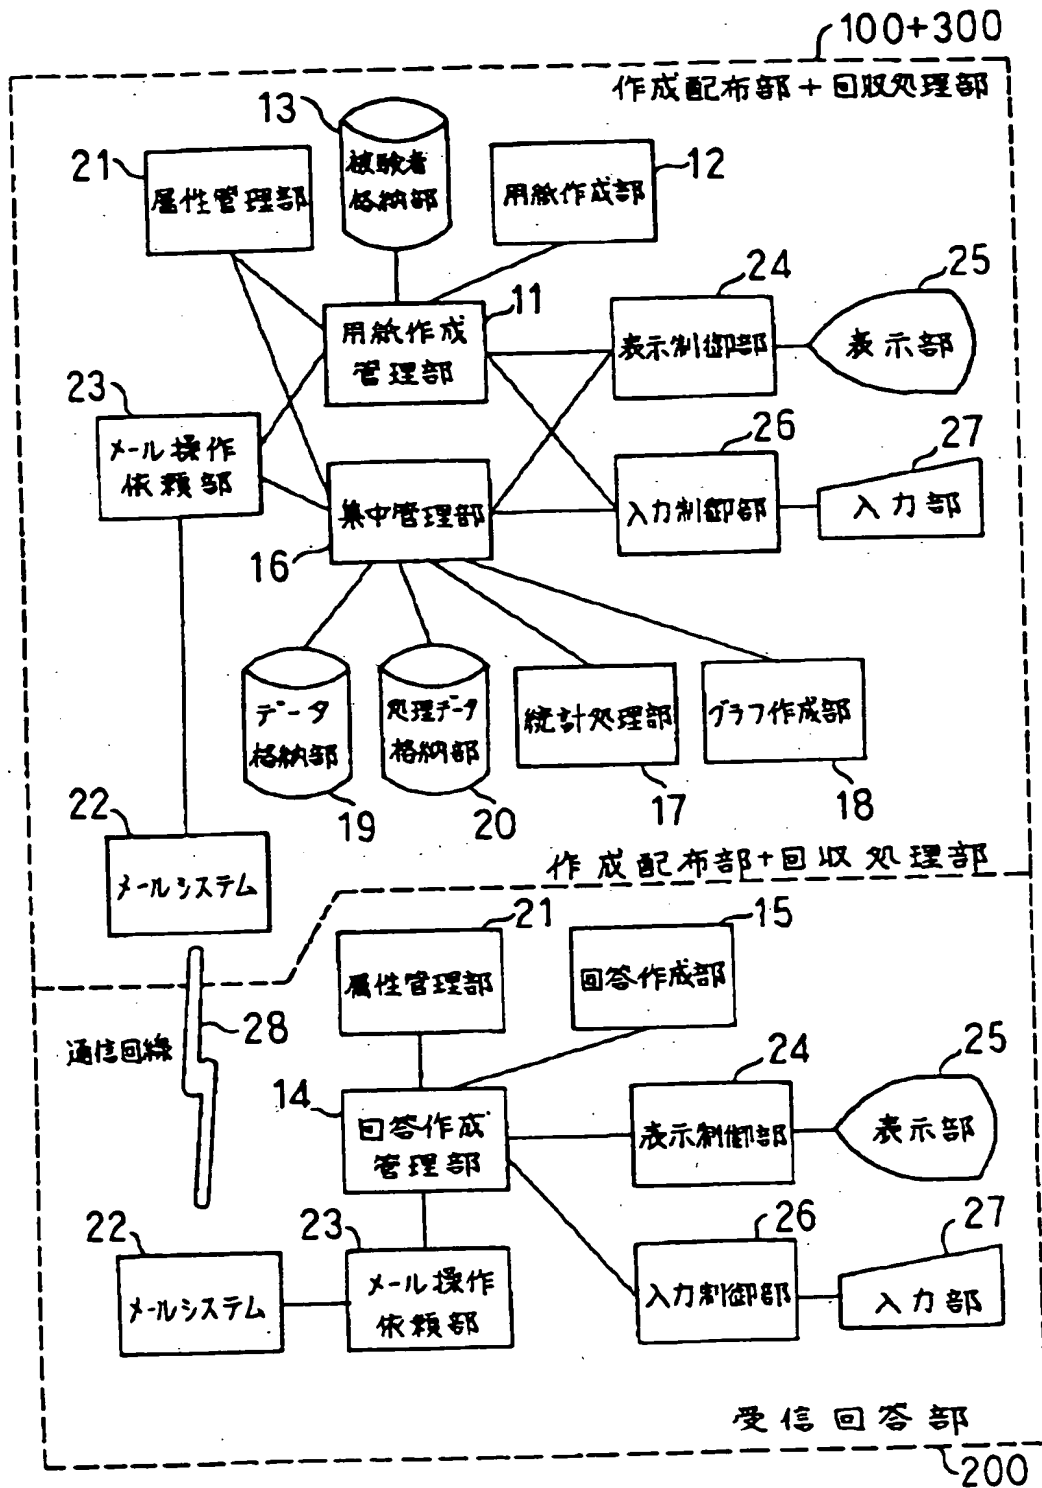 100+300
作成配布部+回収処理部
13
被験者
格納部
21
属性管理部
12
用紙作成部
11
用紙作成
管理部
24
表示制御部
25
表示部
23
メール操作
依頼部
26
入力制御部
27
入力部
集中管理部
16
データ
格納部
19
処理データ
格納部
20
統計処理部
17
グラフ作成部
18
22
メールシステム
作成配布部+回収処理部
21
属性管理部
15
回答作成部
28
通信回線
14
回答作成
管理部
24
表示制御部
25
表示部
22
メールシステム
23
メール操作
依頼部
26
入力制御部
27
入力部
受信回答部
200